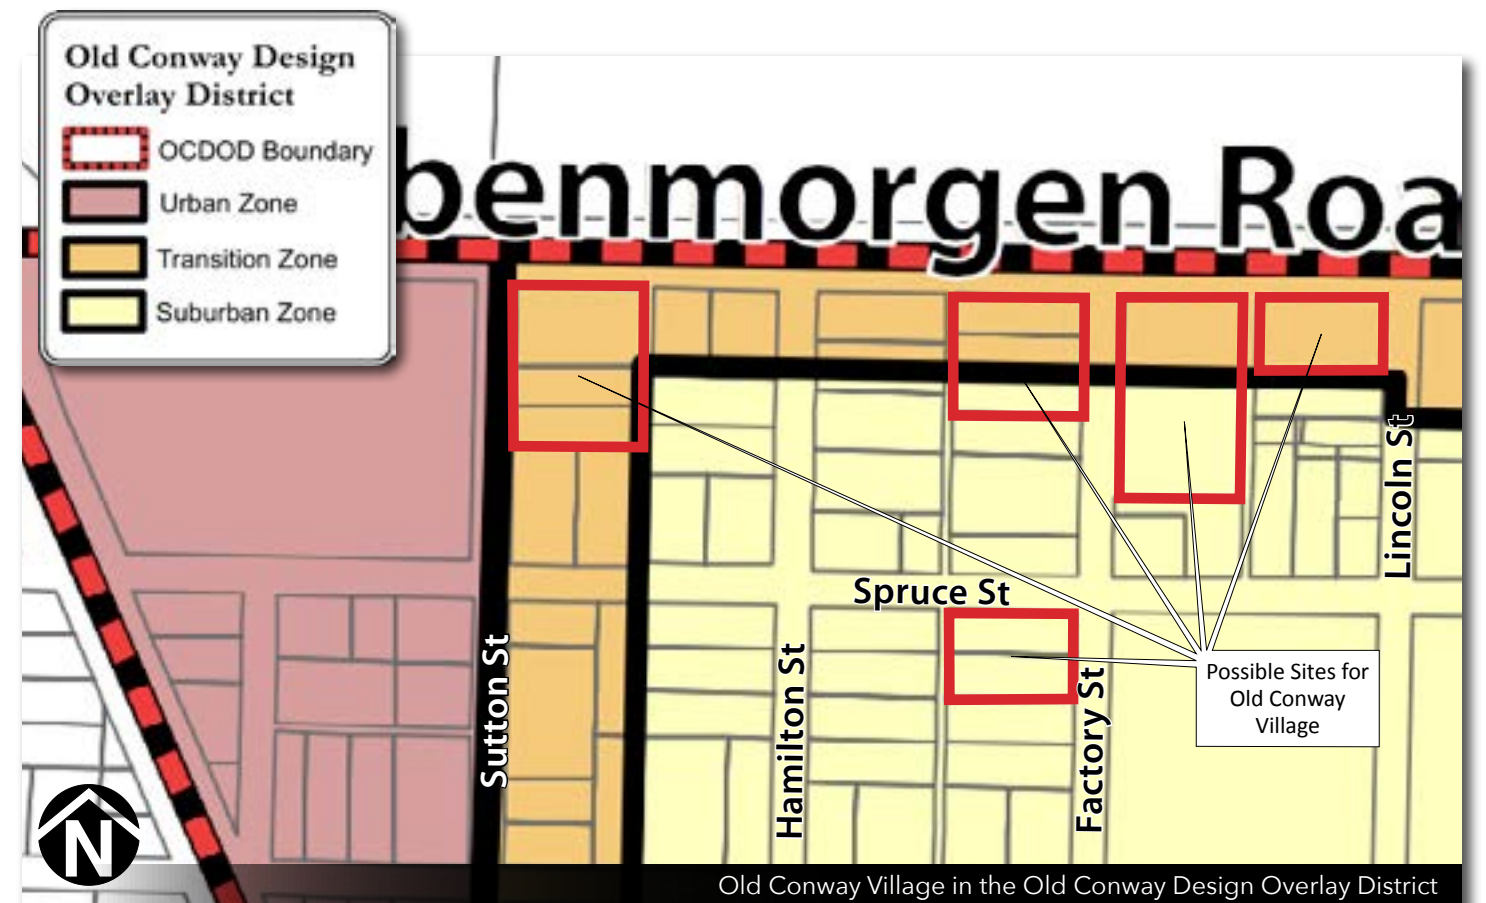 Old Conway Design
Overlay District
OCDOD Boundary
Urban Zone
Transition Zone
Suburban Zone
benmorgen Roa
Lincoln St
Spruce St
Sutton St
Hamilton St
Factory St
Possible Sites for
Old Conway
Village
N
Old Conway Village in the Old Conway Design Overlay District